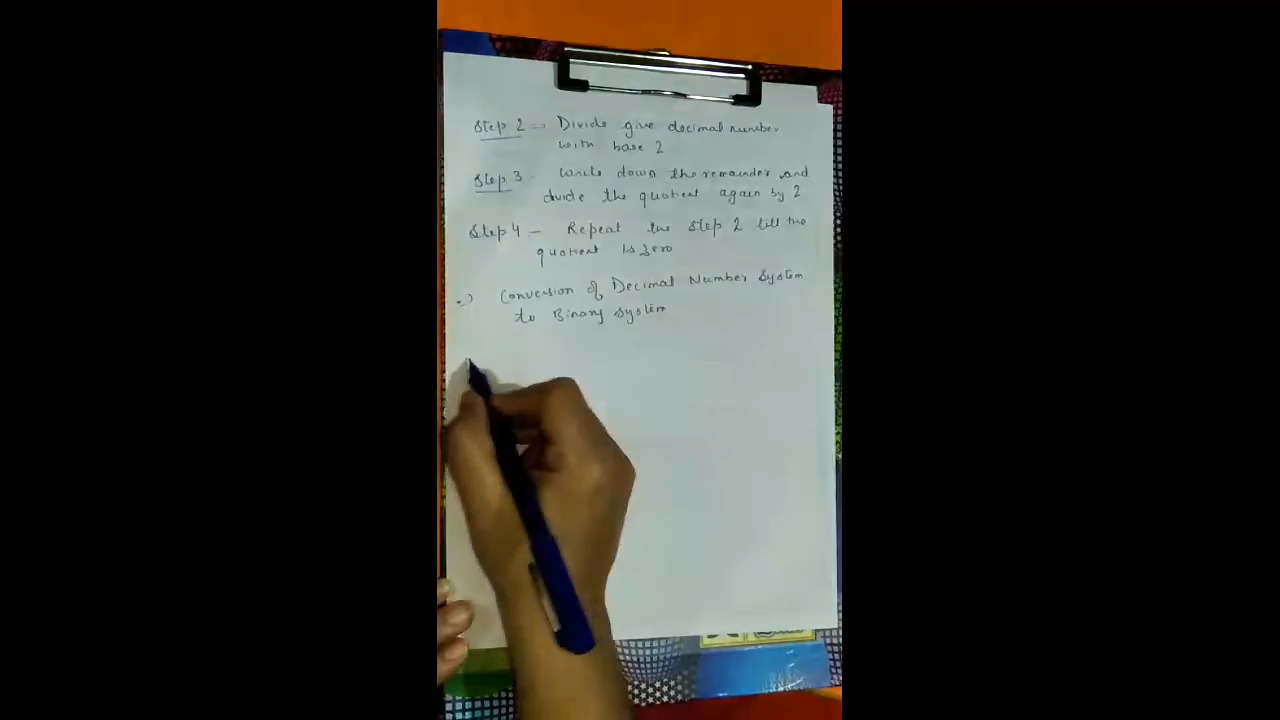 Step 2 => Divide give decimal number
with base 2
Step 3 Write down the remainder and
divide the quotient again by 2
Step 4 - Repeat the step 2 till the
quotient is zero
=) Conversion of Decimal Number System
to Binary System